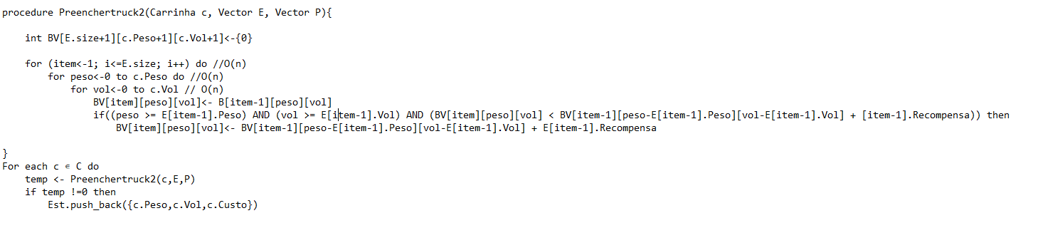 procedure Preenchertruck2(Carrinha c, Vector E, Vector P){
int BV[E.size+1][c.Peso+1][c.Vol+1]<-{0}
for (item<-1; i<=E.size; i++) do //O(n)
for peso<-0 to c.Peso do //O(n)
for vol<-0 to c.Vol // O(n)
BV[item][peso][vol]<- B[item-1][peso][vol]
if((peso >= E[item-1].Peso) AND (vol >= E[item-1].Vol) AND (BV[item][peso][vol] < BV[item-1][peso-E[item-1].Peso][vol-E[item-1].Vol] + [item-1].Recompensa)) then
BV[item][peso][vol]<- BV[item-1][peso-E[item-1].Peso][vol-E[item-1].Vol] + E[item-1].Recompensa
}
For each c ∈ C do
temp <- Preenchertruck2(c,E,P)
if temp !=0 then
Est.push_back({c.Peso,c.Vol,c.Custo})